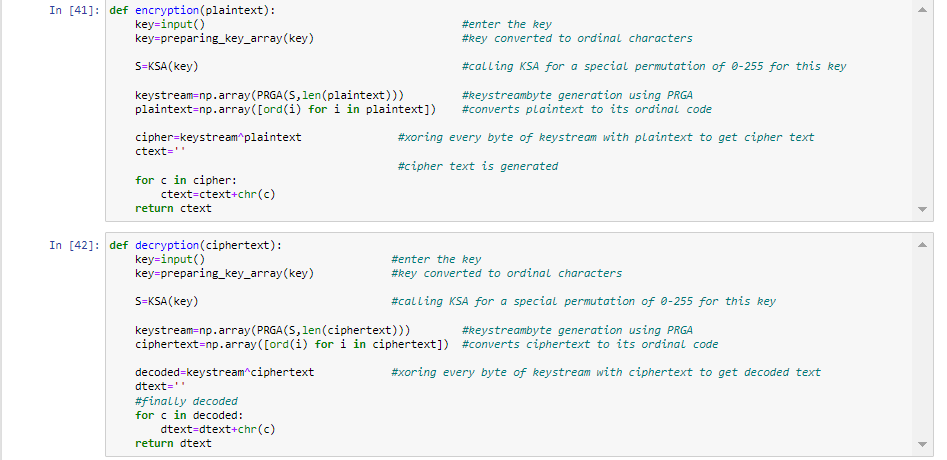 In [41]: def encryption(plaintext):
key=input() #enter the key
key=preparing_key_array(key) #key converted to ordinal characters
S=KSA(key) #calling KSA for a special permutation of 0-255 for this key
keystream=np.array(PRGA(S,len(plaintext))) #keystreambyte generation using PRGA
plaintext=np.array([ord(i) for i in plaintext]) #converts plaintext to its ordinal code
cipher=keystream^plaintext #xoring every byte of keystream with plaintext to get cipher text
ctext=''
#cipher text is generated
for c in cipher:
ctext=ctext+chr(c)
return ctext
In [42]: def decryption(ciphertext):
key=input() #enter the key
key=preparing_key_array(key) #key converted to ordinal characters
S=KSA(key) #calling KSA for a special permutation of 0-255 for this key
keystream=np.array(PRGA(S,len(ciphertext))) #keystreambyte generation using PRGA
ciphertext=np.array([ord(i) for i in ciphertext]) #converts ciphertext to its ordinal code
decoded=keystream^ciphertext #xoring every byte of keystream with ciphertext to get decoded text
dtext=''
#finally decoded
for c in decoded:
dtext=dtext+chr(c)
return dtext